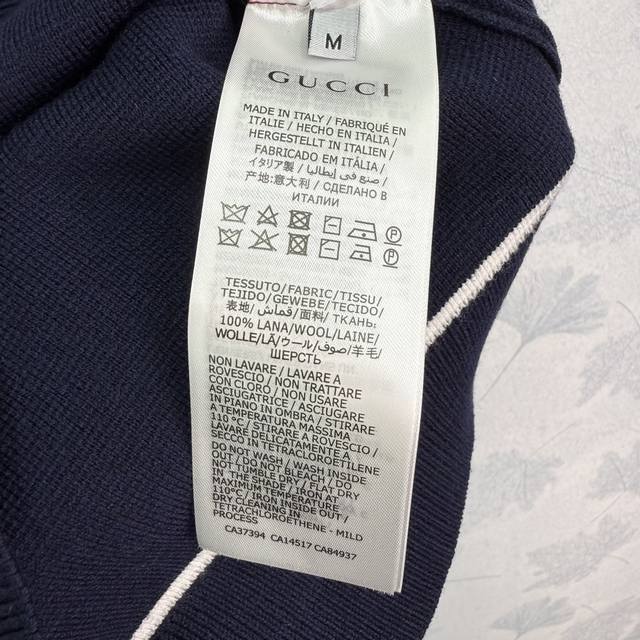 M
GUCCI
MADE IN ITALY / FABRIQUÉ EN
ITALIE / HECHO EN ITALIA /
HERGESTELLT IN ITALIEN /
FABRICADO EM ITÁLIA /
イタリア製 / صنع في إيطاليا /
产地:意大利 / СДЕЛАНО В
ИТАЛИИ
TESSUTO/FABRIC/TISSU/
TEJIDO/GEWEBE/TECIDO/
表地/قماش/面料/ТКАНЬ:
100% LANA/WOOL/LAINE/
WOLLE/LÃ/ウール/صوف/羊毛/
ШЕРСТЬ
NON LAVARE / LAVARE A
ROVESCIO / NON TRATTARE
CON CLORO / NON USARE
ASCIUGATRICE / ASCIUGARE
IN PIANO IN OMBRA / STIRARE
A TEMPERATURA MASSIMA
110°C / STIRARE A ROVESCIO /
LAVARE DELICATAMENTE A
SECCO IN TETRACLOROETILENE
DO NOT WASH / WASH INSIDE
OUT / DO NOT BLEACH / DO
NOT TUMBLE DRY / FLAT DRY
IN THE SHADE / IRON AT
MAXIMUM TEMPERATURE
110°C / IRON INSIDE OUT /
DRY CLEANING IN
TETRACHLOROETHENE - MILD
PROCESS
CA37394 CA14517 CA84937